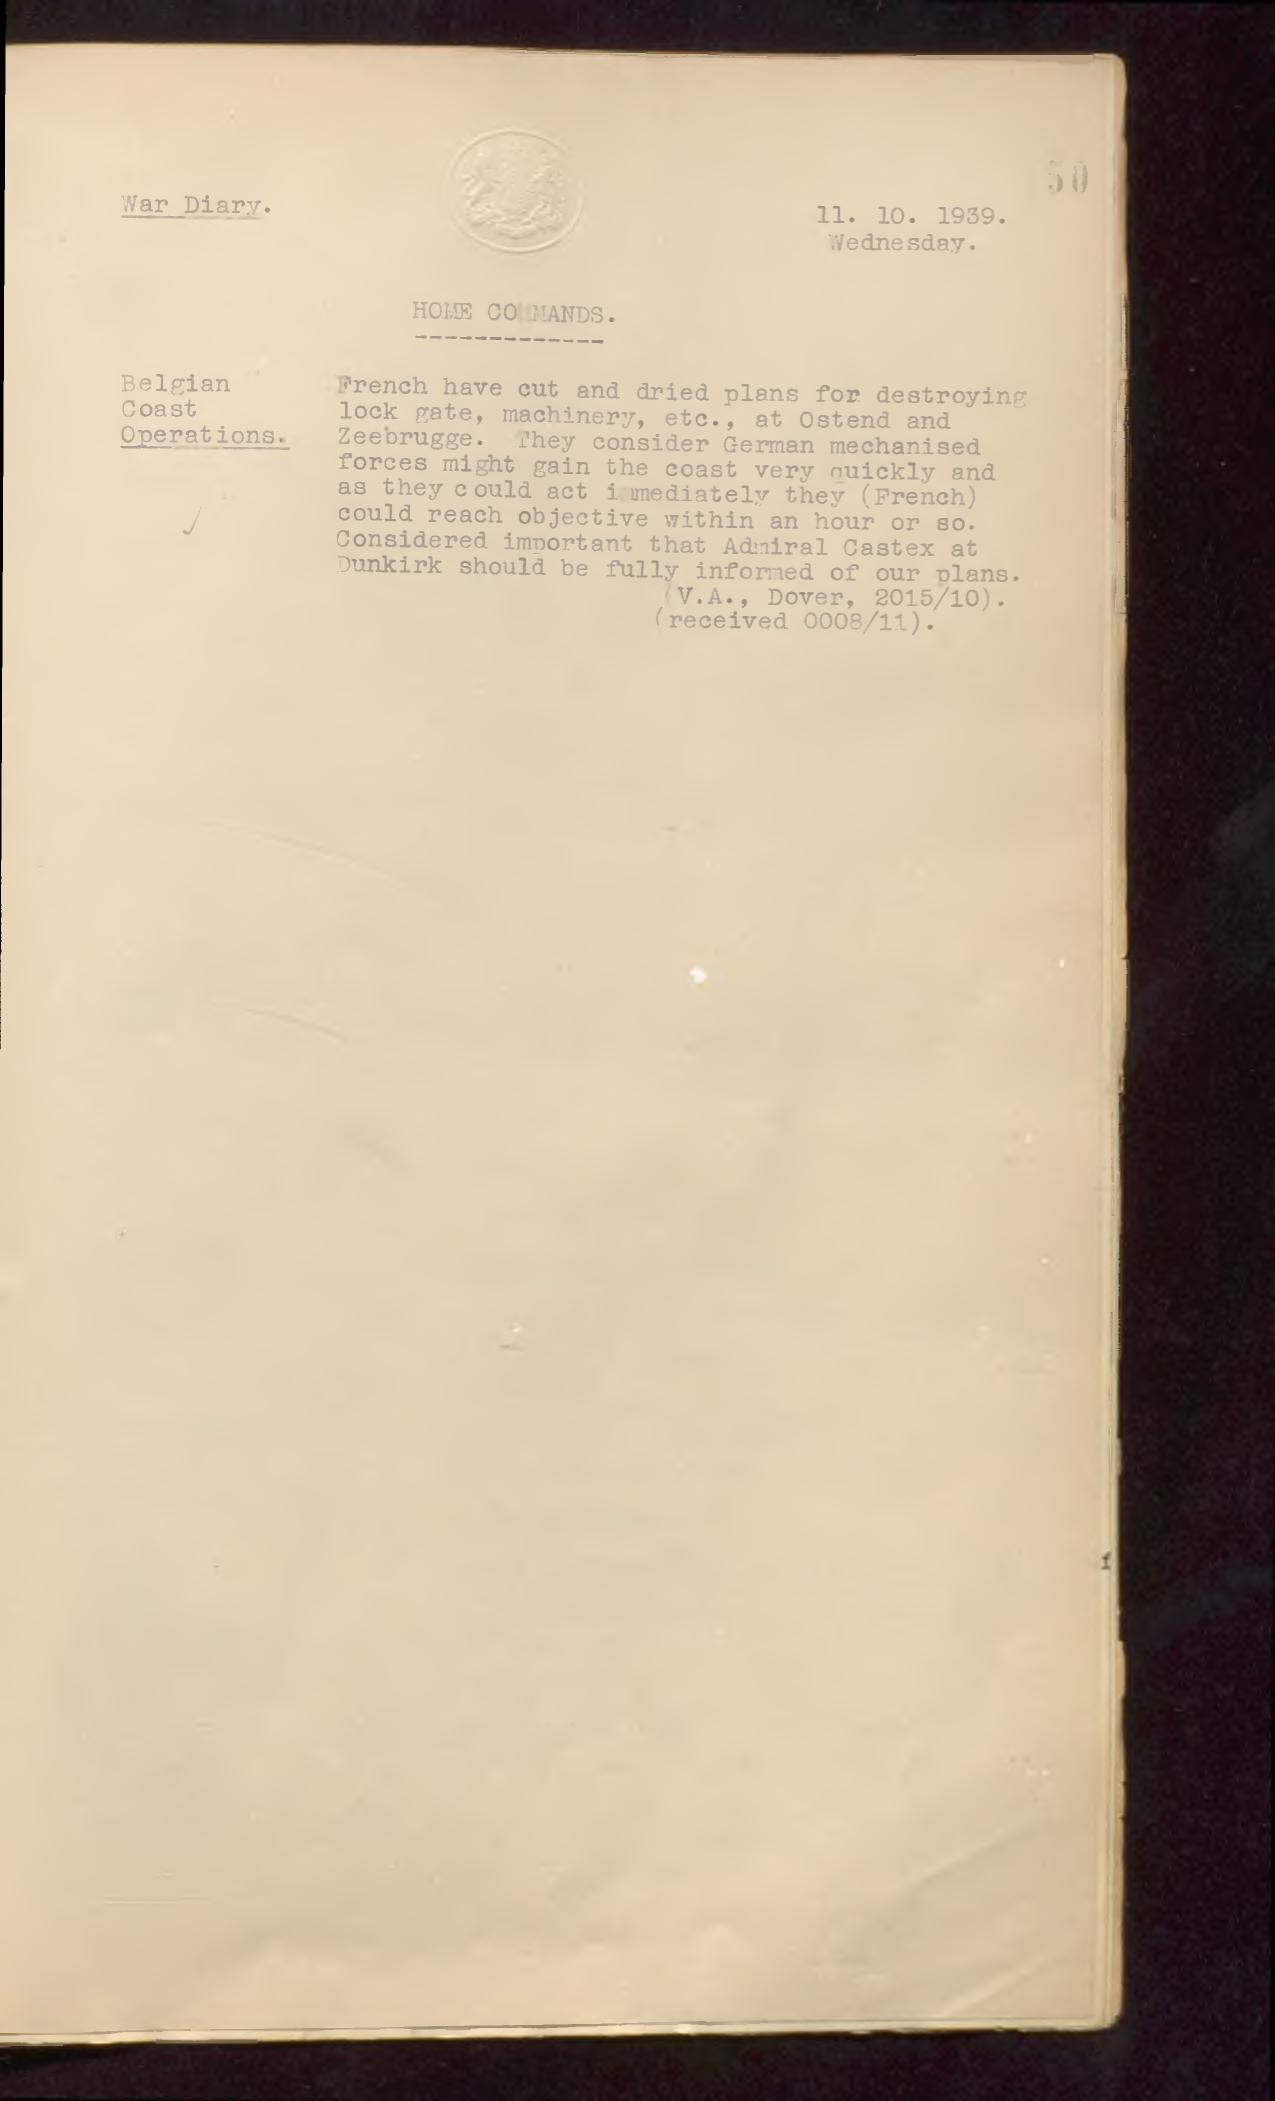 50
War Diary.
11. 10. 1939.
Wednesday.
HOME COMMANDS.
Belgian
Coast
Operations.
French have cut and dried plans for destroying
lock gate, machinery, etc., at Ostend and
Zeebrugge. They consider German mechanised
forces might gain the coast very quickly and
as they could act immediately they (French)
could reach objective within an hour or so.
Considered important that Admiral Castex at
Dunkirk should be fully informed of our plans.
(V.A., Dover, 2015/10).
(received 0008/11).
f